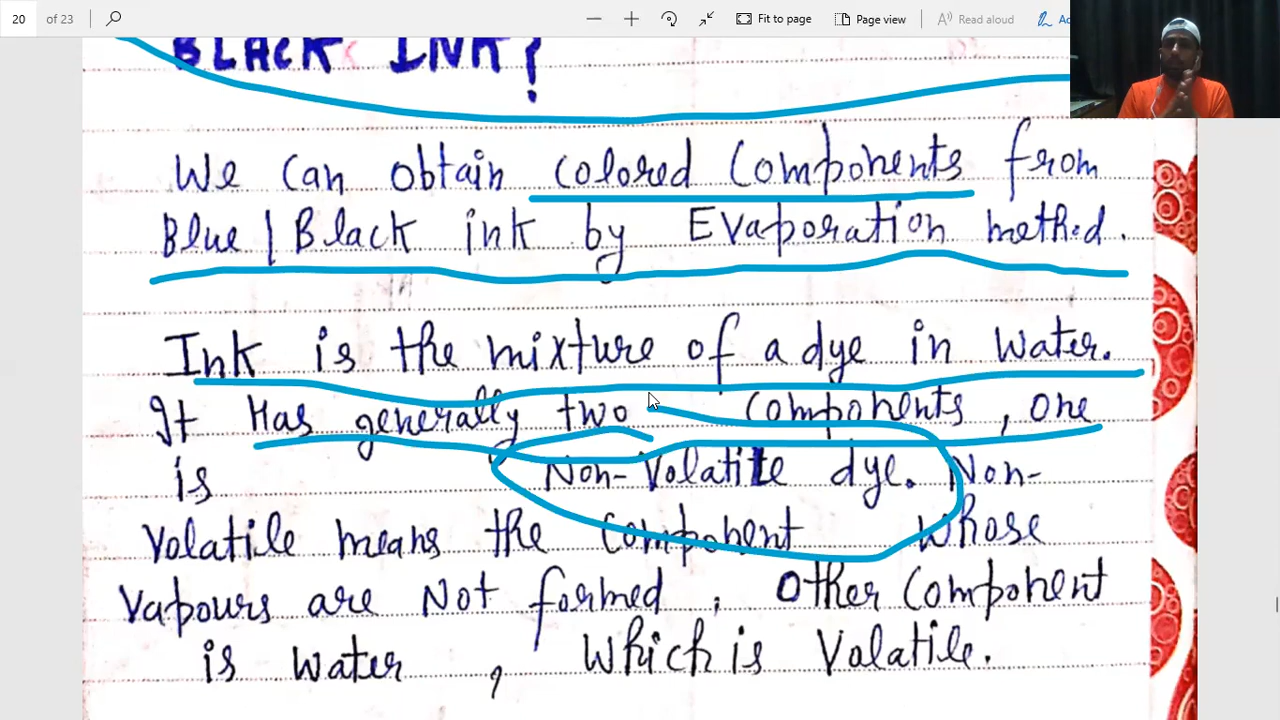 20 of 23
Fit to page
Page view
Read aloud
BLACK INK?
We Can obtain colored Components from
Blue | Black ink by Evaporation method.
Ink is the mixture of a dye in Water.
It Has generally two Components, one
is Non-Volatile dye. Non-
Volatile means the Component whose
Vapours are Not formed, Other Component
is water, Which is Volatile.